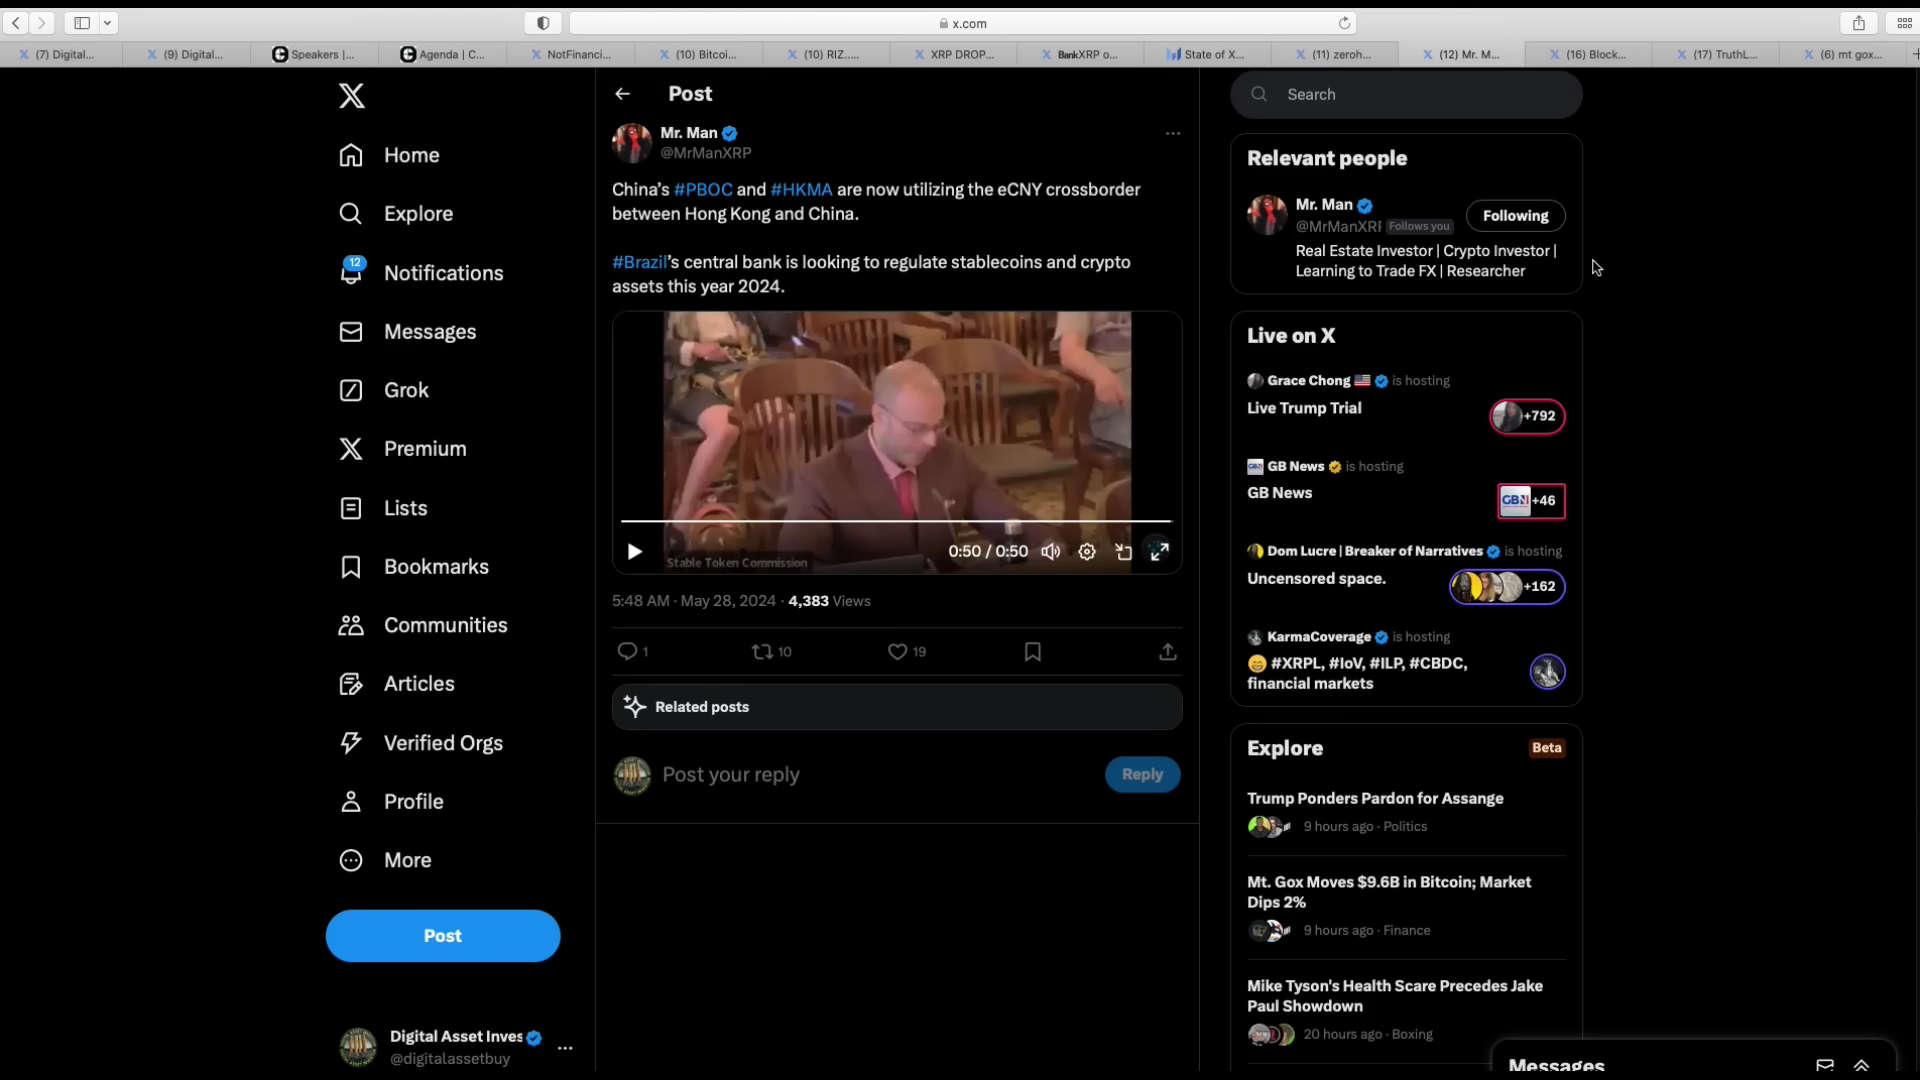 x.com
(7) Digital...
(9) Digital...
Speakers |...
Agenda | C...
NotFinanci...
(10) Bitcoi...
(10) RIZ.....
XRP DROP...
BankXRP o...
State of X...
(11) zeroh...
(12) Mr. M...
(16) Block...
(17) TruthL...
(6) mt gox...
Home
Explore
12
Notifications
Messages
Grok
Premium
Lists
Bookmarks
Communities
Articles
Verified Orgs
Profile
More
Post
Digital Asset Inves
@digitalassetbuy
Post
Mr. Man
@MrManXRP
China's #PBOC and #HKMA are now utilizing the eCNY crossborder
between Hong Kong and China.
#Brazil's central bank is looking to regulate stablecoins and crypto
assets this year 2024.
0:50 / 0:50
Stable Token Commission
5:48 AM · May 28, 2024 · 4,383 Views
1
10
19
Related posts
Post your reply
Reply
Search
Relevant people
Mr. Man
@MrManXRP Follows you
Following
Real Estate Investor | Crypto Investor |
Learning to Trade FX | Researcher
Live on X
Grace Chong is hosting
Live Trump Trial
+792
GB News is hosting
GB News
GBN +46
Dom Lucre | Breaker of Narratives is hosting
Uncensored space.
+162
KarmaCoverage is hosting
#XRPL, #IoV, #ILP, #CBDC,
financial markets
Explore
Beta
Trump Ponders Pardon for Assange
9 hours ago · Politics
Mt. Gox Moves $9.6B in Bitcoin; Market
Dips 2%
9 hours ago · Finance
Mike Tyson's Health Scare Precedes Jake
Paul Showdown
20 hours ago · Boxing
Messages